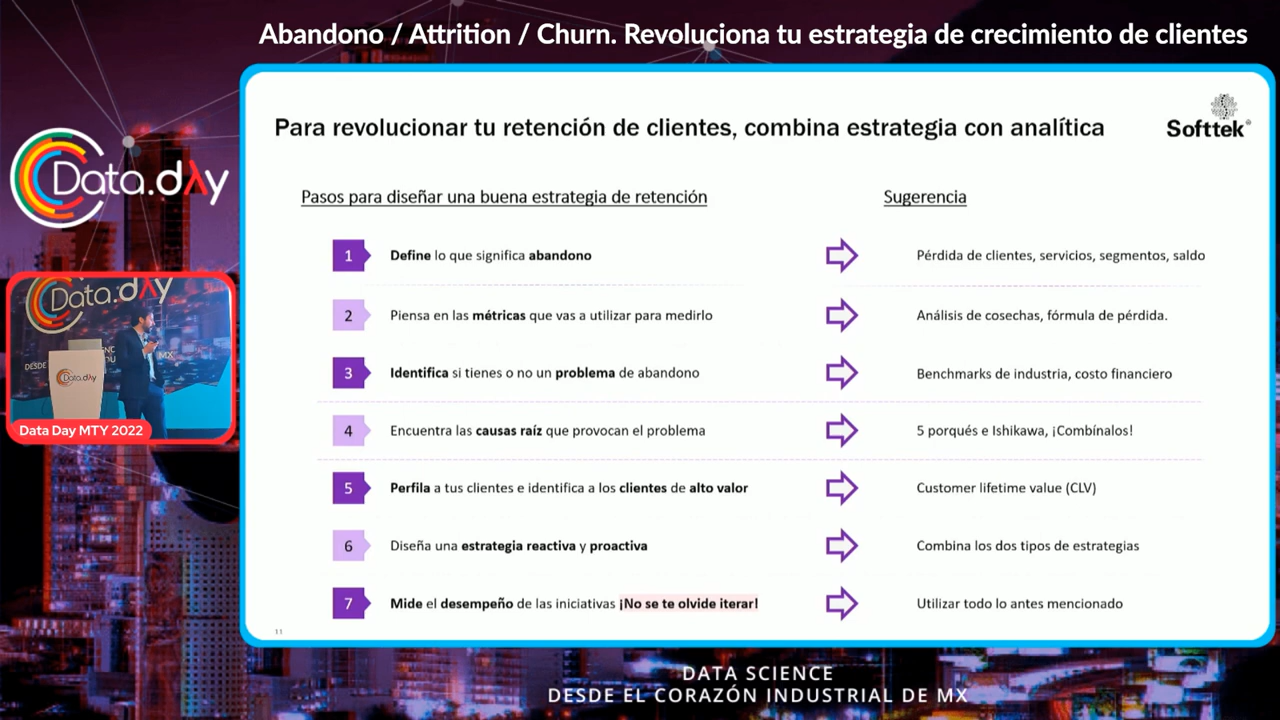 Abandono / Attrition / Churn. Revoluciona tu estrategia de crecimiento de clientes
Data.dλy
Data.dλy
DESDE
MX
Data.dλy
Data Day MTY 2022
Para revolucionar tu retención de clientes, combina estrategia con analítica
Softtek®
Pasos para diseñar una buena estrategia de retención
Sugerencia
1 Define lo que significa abandono Pérdida de clientes, servicios, segmentos, saldo
2 Piensa en las métricas que vas a utilizar para medirlo Análisis de cosechas, fórmula de pérdida.
3 Identifica si tienes o no un problema de abandono Benchmarks de industria, costo financiero
4 Encuentra las causas raíz que provocan el problema 5 porqués e Ishikawa, ¡Combínalos!
5 Perfila a tus clientes e identifica a los clientes de alto valor Customer lifetime value (CLV)
6 Diseña una estrategia reactiva y proactiva Combina los dos tipos de estrategias
7 Mide el desempeño de las iniciativas ¡No se te olvide iterar! Utilizar todo lo antes mencionado
11
DATA SCIENCE
DESDE EL CORAZÓN INDUSTRIAL DE MX